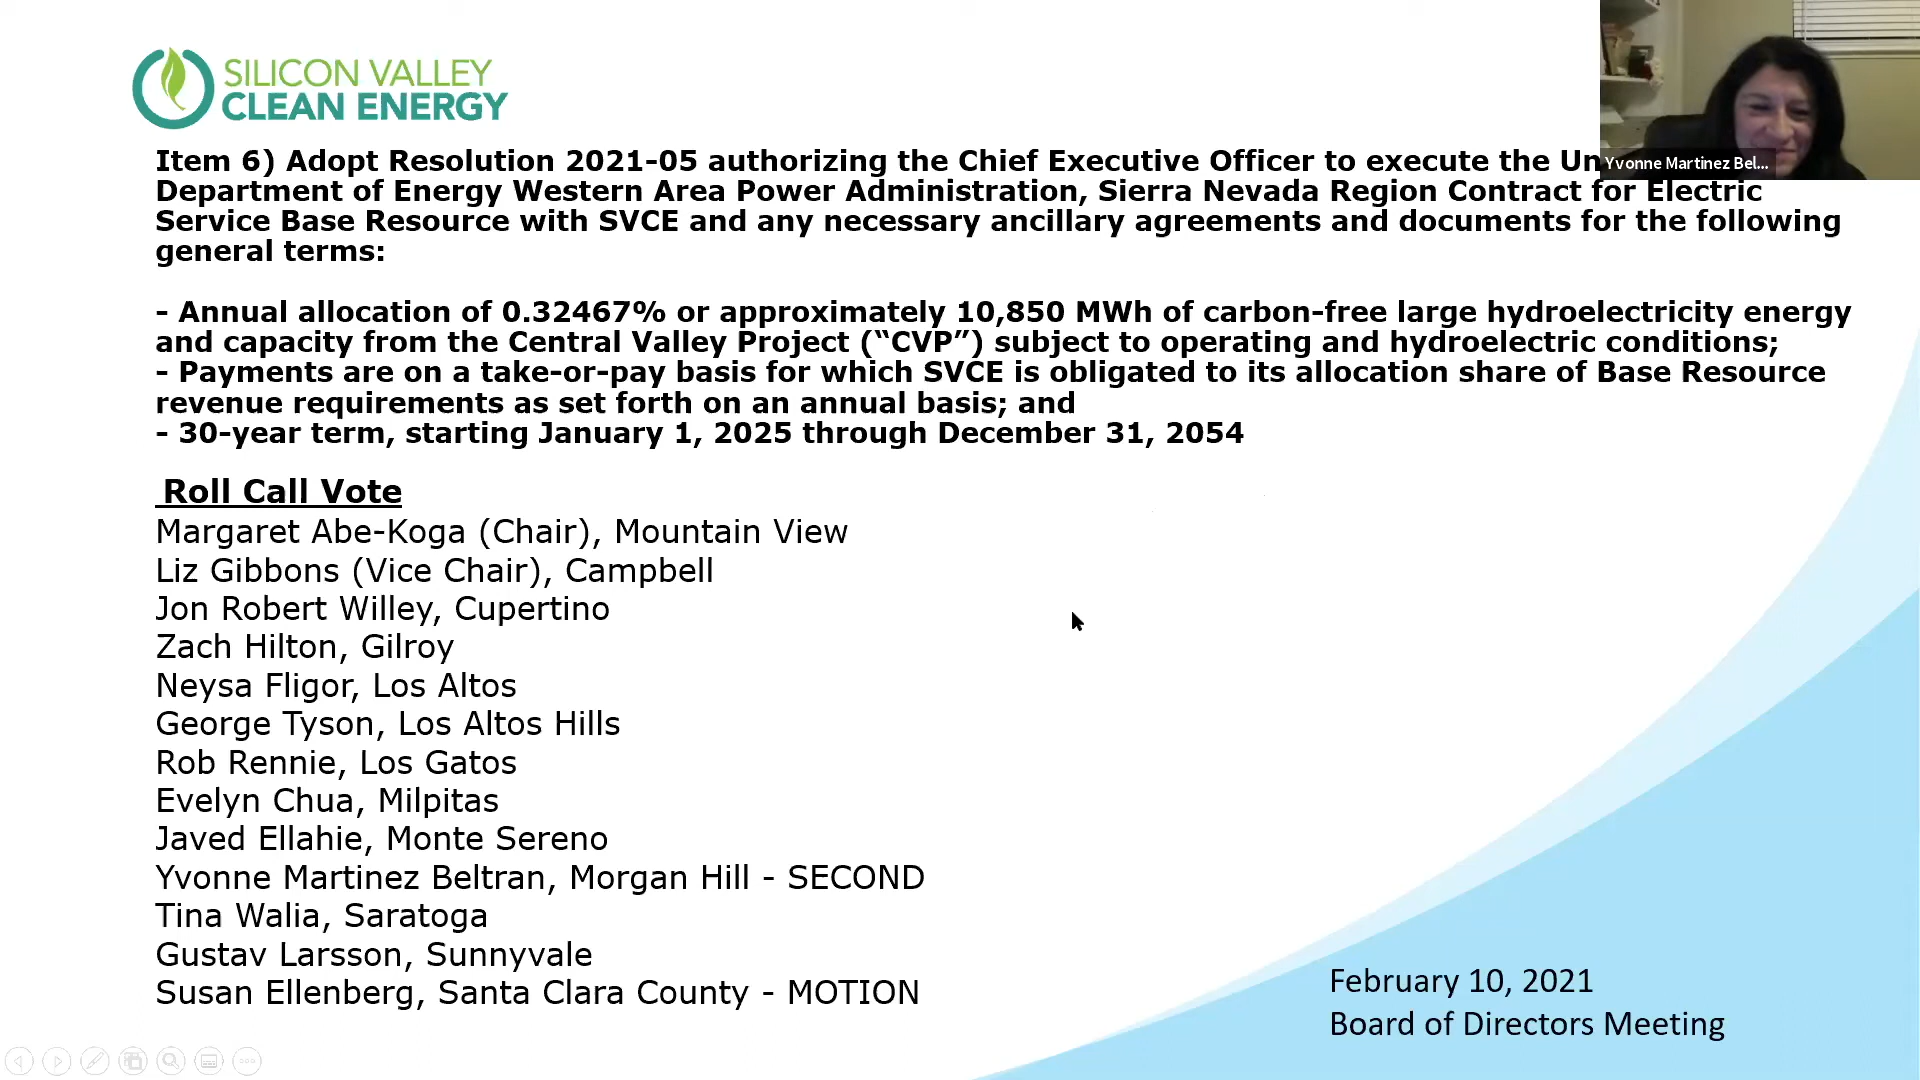 SILICON VALLEY
CLEAN ENERGY
Item 6) Adopt Resolution 2021-05 authorizing the Chief Executive Officer to execute the Un
Department of Energy Western Area Power Administration, Sierra Nevada Region Contract for Electric
Service Base Resource with SVCE and any necessary ancillary agreements and documents for the following
general terms:
- Annual allocation of 0.32467% or approximately 10,850 MWh of carbon-free large hydroelectricity energy
and capacity from the Central Valley Project (“CVP”) subject to operating and hydroelectric conditions;
- Payments are on a take-or-pay basis for which SVCE is obligated to its allocation share of Base Resource
revenue requirements as set forth on an annual basis; and
- 30-year term, starting January 1, 2025 through December 31, 2054
Roll Call Vote
Margaret Abe-Koga (Chair), Mountain View
Liz Gibbons (Vice Chair), Campbell
Jon Robert Willey, Cupertino
Zach Hilton, Gilroy
Neysa Fligor, Los Altos
George Tyson, Los Altos Hills
Rob Rennie, Los Gatos
Evelyn Chua, Milpitas
Javed Ellahie, Monte Sereno
Yvonne Martinez Beltran, Morgan Hill - SECOND
Tina Walia, Saratoga
Gustav Larsson, Sunnyvale
Susan Ellenberg, Santa Clara County - MOTION
February 10, 2021
Board of Directors Meeting
Yvonne Martinez Bel...